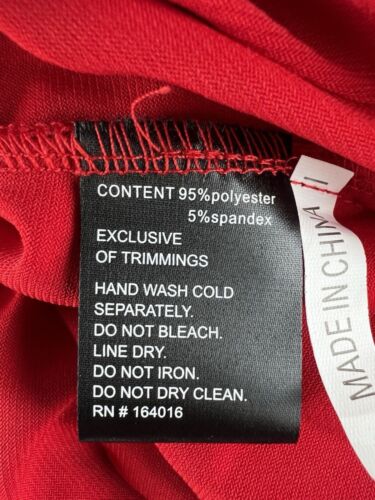 CONTENT 95%polyester
5%spandex
EXCLUSIVE
OF TRIMMINGS
HAND WASH COLD
SEPARATELY.
DO NOT BLEACH.
LINE DRY.
DO NOT IRON.
DO NOT DRY CLEAN.
RN # 164016
MADE IN CHINA